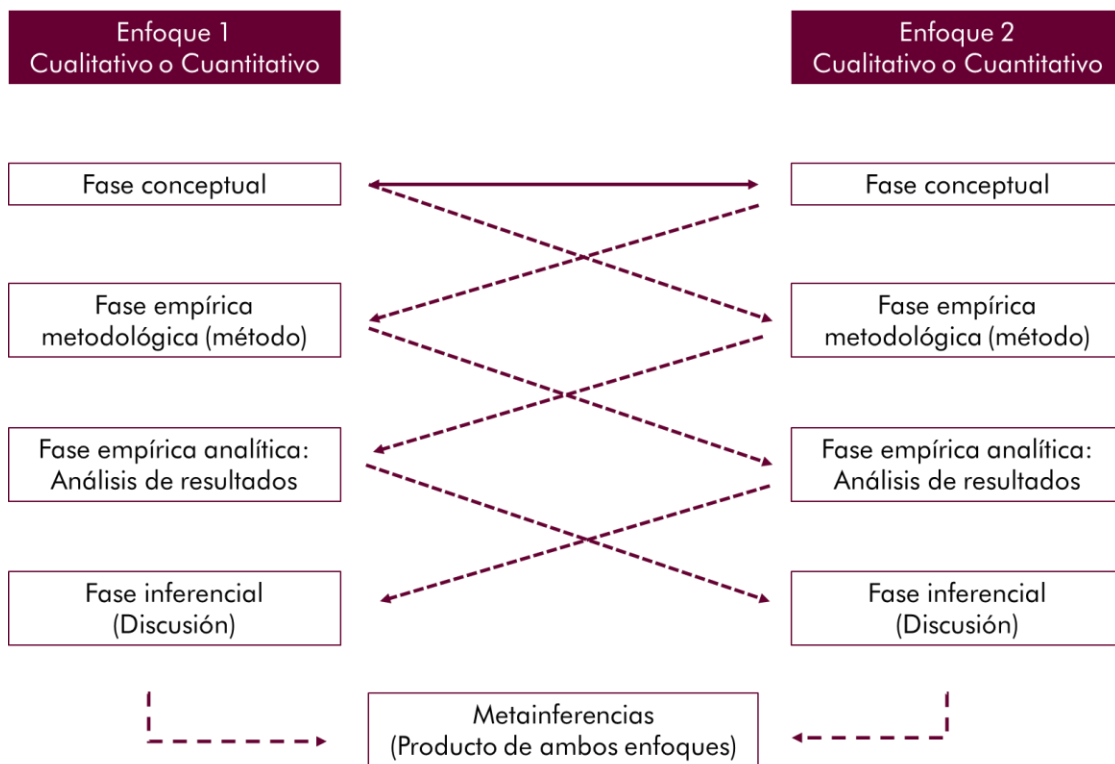 Enfoque 1
Cualitativo o Cuantitativo
Enfoque 2
Cualitativo o Cuantitativo
Fase conceptual
Fase conceptual
Fase empírica
metodológica (método)
Fase empírica
metodológica (método)
Fase empírica analítica:
Análisis de resultados
Fase empírica analítica:
Análisis de resultados
Fase inferencial
(Discusión)
Fase inferencial
(Discusión)
Metainferencias
(Producto de ambos enfoques)